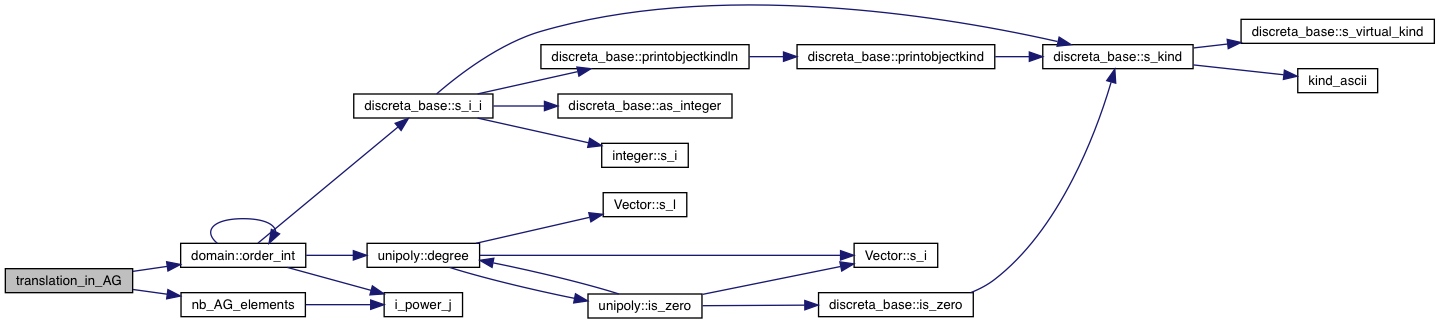 translation_in_AG
domain::order_int
nb_AG_elements
discreta_base::s_i_i
unipoly::degree
i_power_j
discreta_base::printobjectkindln
discreta_base::as_integer
integer::s_i
Vector::s_l
unipoly::is_zero
discreta_base::printobjectkind
Vector::s_i
discreta_base::is_zero
discreta_base::s_kind
discreta_base::s_virtual_kind
kind_ascii